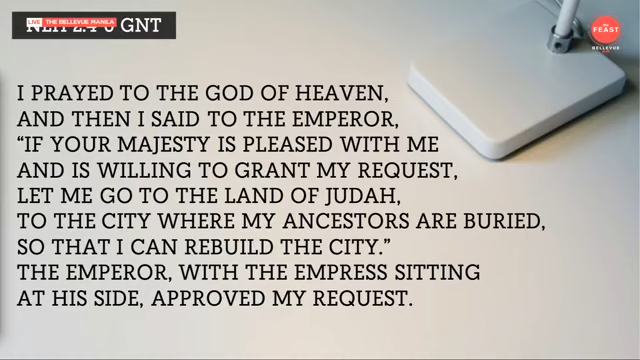 LIVE THE BELLEVUE MANILA
GNT
THE
FEAST
BELLEVUE
I PRAYED TO THE GOD OF HEAVEN,
AND THEN I SAID TO THE EMPEROR,
“IF YOUR MAJESTY IS PLEASED WITH ME
AND IS WILLING TO GRANT MY REQUEST,
LET ME GO TO THE LAND OF JUDAH,
TO THE CITY WHERE MY ANCESTORS ARE BURIED,
SO THAT I CAN REBUILD THE CITY.”
THE EMPEROR, WITH THE EMPRESS SITTING
AT HIS SIDE, APPROVED MY REQUEST.